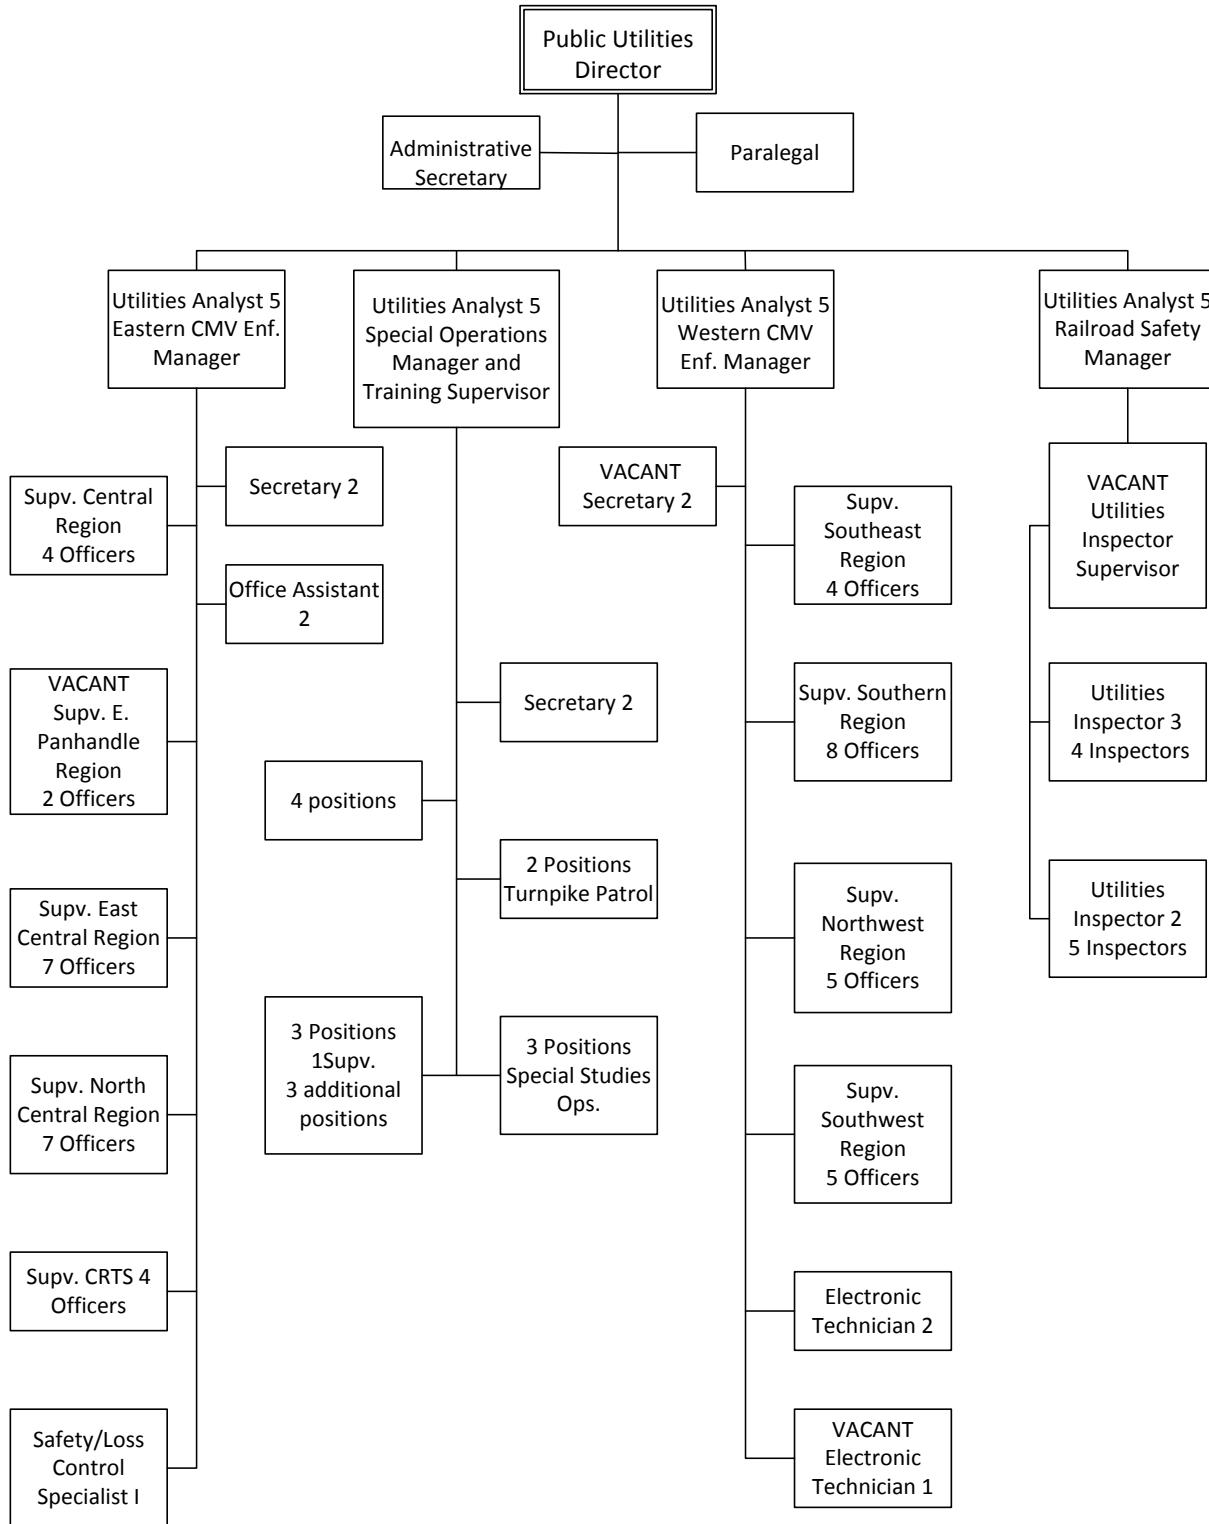 Public Utilities
Director
Administrative
Secretary
Paralegal
Utilities Analyst 5
Eastern CMV Enf.
Manager
Utilities Analyst 5
Special Operations
Manager and
Training Supervisor
Utilities Analyst 5
Western CMV
Enf. Manager
Utilities Analyst 5
Railroad Safety
Manager
Supv. Central
Region
4 Officers
Secretary 2
Office Assistant
2
VACANT
Supv. E.
Panhandle
Region
2 Officers
Supv. East
Central Region
7 Officers
Supv. North
Central Region
7 Officers
Supv. CRTS 4
Officers
Safety/Loss
Control
Specialist I
Secretary 2
4 positions
2 Positions
Turnpike Patrol
3 Positions
1Supv.
3 additional
positions
3 Positions
Special Studies
Ops.
VACANT
Secretary 2
Supv.
Southeast
Region
4 Officers
Supv. Southern
Region
8 Officers
Supv.
Northwest
Region
5 Officers
Supv.
Southwest
Region
5 Officers
Electronic
Technician 2
VACANT
Electronic
Technician 1
VACANT
Utilities
Inspector
Supervisor
Utilities
Inspector 3
4 Inspectors
Utilities
Inspector 2
5 Inspectors